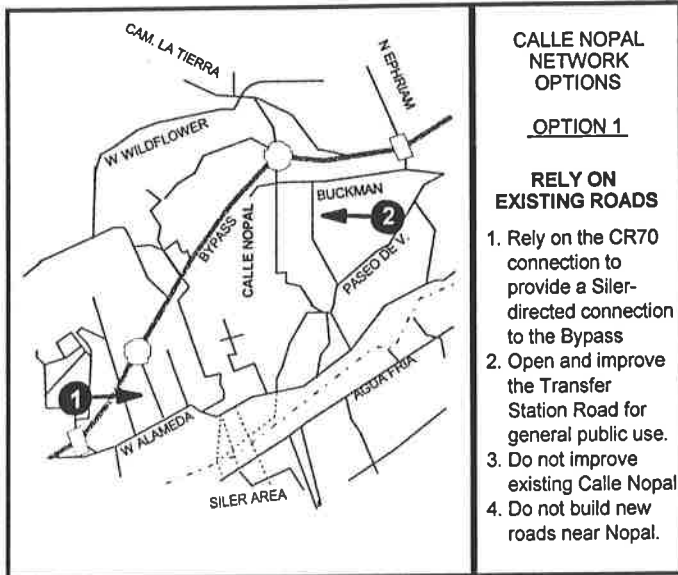 CAM. LA TIERRA
N EPHRIAM
W WILDFLOWER
BYPASS
CALLE NOPAL
BUCKMAN
2
PASEO DE V.
1
W ALAMEDA
AGUA FRIA
SILER AREA
CALLE NOPAL
NETWORK
OPTIONS
OPTION 1
RELY ON
EXISTING ROADS
1. Rely on the CR70
connection to
provide a Siler-
directed connection
to the Bypass
2. Open and improve
the Transfer
Station Road for
general public use.
3. Do not improve
existing Calle Nopal
4. Do not build new
roads near Nopal.